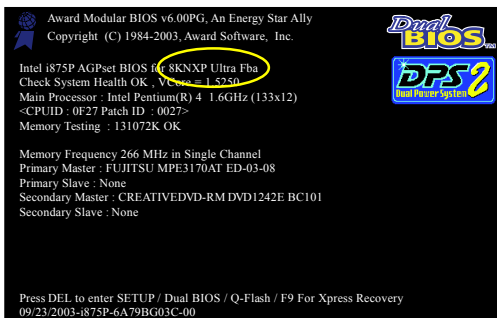 Award Modular BIOS v6.00PG, An Energy Star Ally
Copyright (C) 1984-2003, Award Software, Inc.
Dual
BIOS
TM
Intel i875P AGPset BIOS for 8KNXP Ultra Fba
Check System Health OK , VCore = 1.5250
Main Processor : Intel Pentium(R) 4 1.6GHz (133x12)
<CPUID : 0F27 Patch ID : 0027>
Memory Testing : 131072K OK
DPS2
Dual Power System
Memory Frequency 266 MHz in Single Channel
Primary Master : FUJITSU MPE3170AT ED-03-08
Primary Slave : None
Secondary Master : CREATIVEDVD-RM DVD1242E BC101
Secondary Slave : None
Press DEL to enter SETUP / Dual BIOS / Q-Flash / F9 For Xpress Recovery
09/23/2003-i875P-6A79BG03C-00